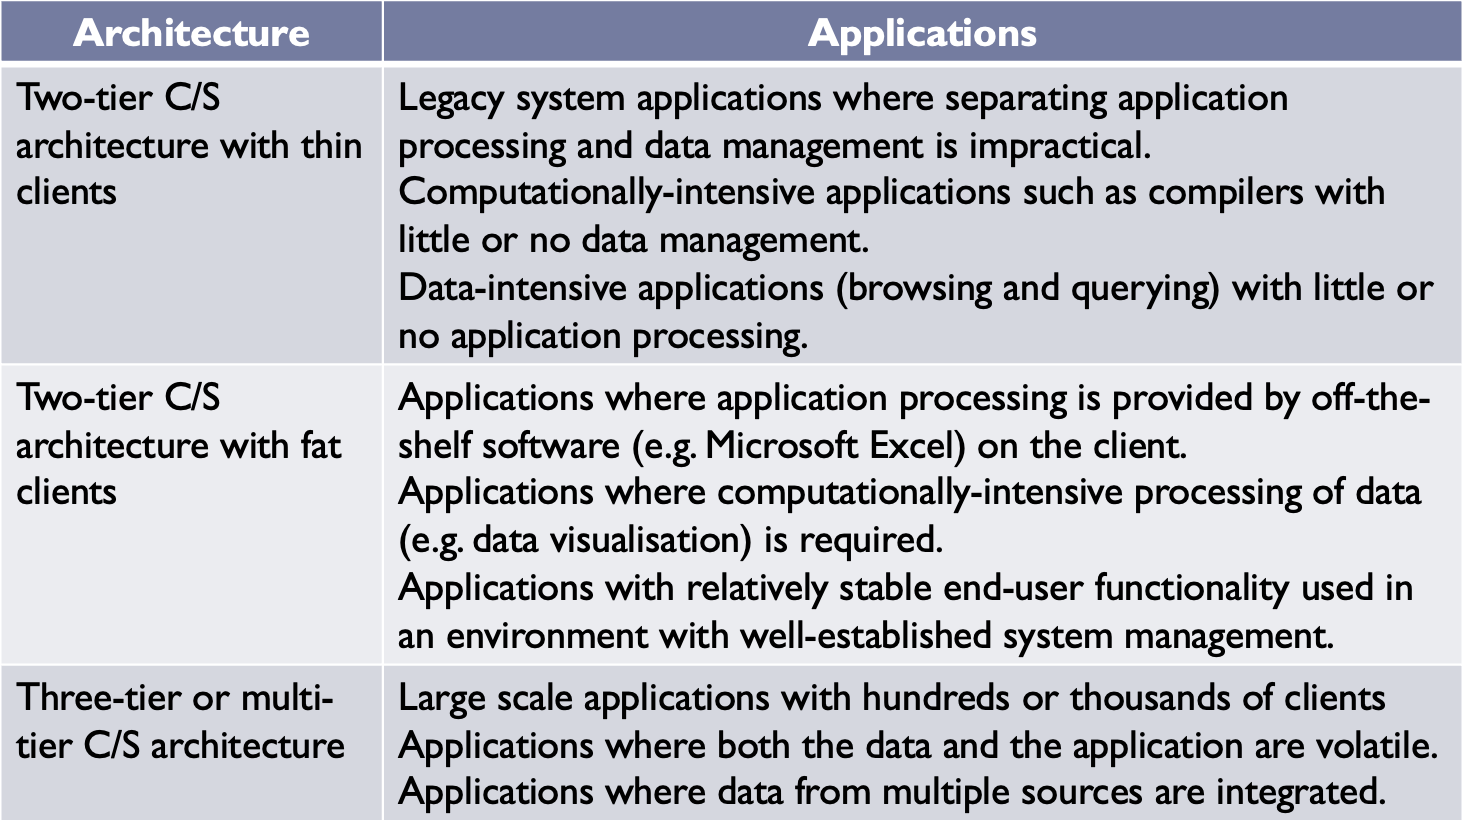 Architecture
Applications
Two-tier C/S
architecture with thin
clients
Legacy system applications where separating application
processing and data management is impractical.
Computationally-intensive applications such as compilers with
little or no data management.
Data-intensive applications (browsing and querying) with little or
no application processing.
Two-tier C/S
architecture with fat
clients
Applications where application processing is provided by off-the-
shelf software (e.g. Microsoft Excel) on the client.
Applications where computationally-intensive processing of data
(e.g. data visualisation) is required.
Applications with relatively stable end-user functionality used in
an environment with well-established system management.
Three-tier or multi-
tier C/S architecture
Large scale applications with hundreds or thousands of clients
Applications where both the data and the application are volatile.
Applications where data from multiple sources are integrated.